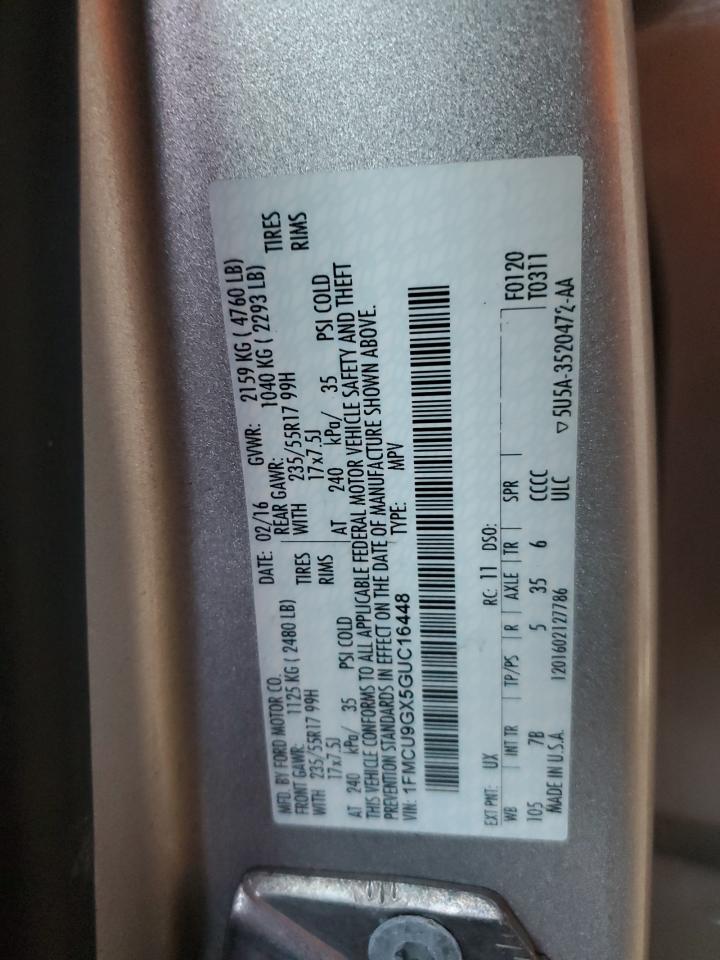 MFD. BY FORD MOTOR CO. DATE: 02/16 GVWR: 2159 KG ( 4760 LB)
FRONT GAWR: 1125 KG ( 2480 LB) REAR GAWR: 1040 KG ( 2293 LB)
WITH 235/55R17 99H TIRES WITH 235/55R17 99H TIRES
17x7.5J RIMS 17x7.5J RIMS
AT 240 kPa/ 35 PSI COLD AT 240 kPa/ 35 PSI COLD
THIS VEHICLE CONFORMS TO ALL APPLICABLE FEDERAL MOTOR VEHICLE SAFETY AND THEFT
PREVENTION STANDARDS IN EFFECT ON THE DATE OF MANUFACTURE SHOWN ABOVE.
VIN: 1FMCU9GX5GUC16448 TYPE: MPV
EXT PNT: UX RC: 11 DSO:
WB INT TR TP/PS R AXLE TR SPR F0120
105 7B 5 35 6 CCCC T0311
MADE IN U.S.A. 1201602127786 ULC ▽5U5A-3520472-AA